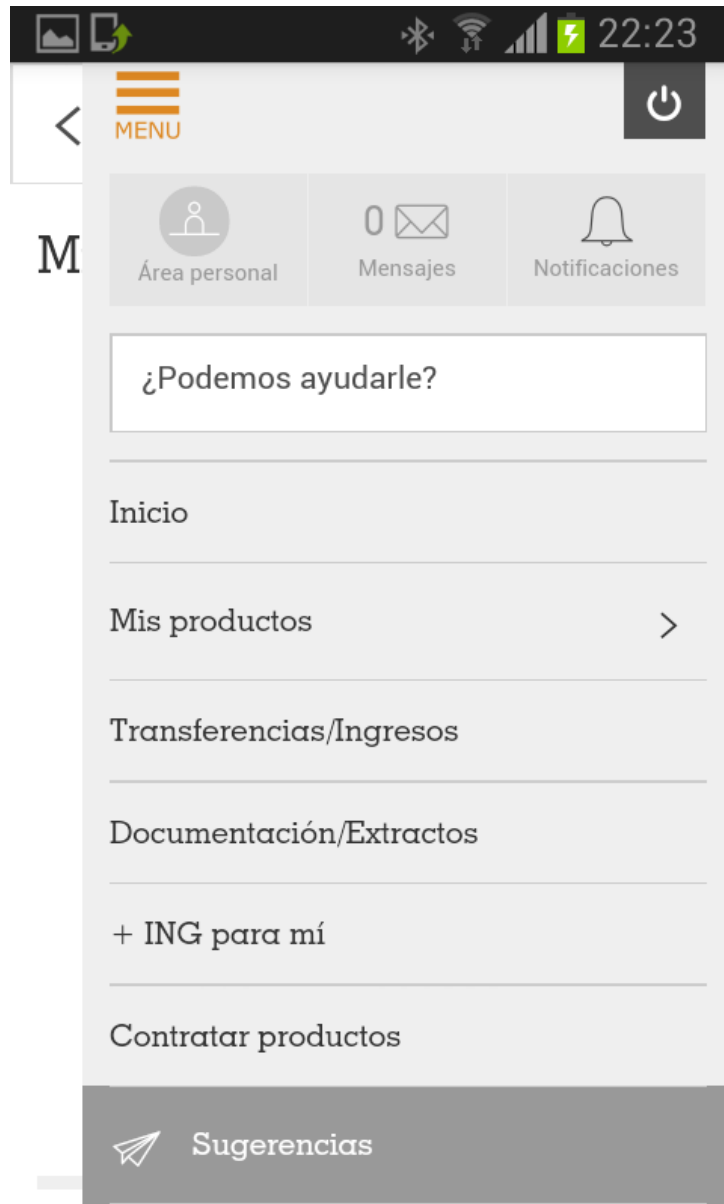 22:23
MENU
M
Área personal
0
Mensajes
Notificaciones
¿Podemos ayudarle?
Inicio
Mis productos
Transferencias/Ingresos
Documentación/Extractos
+ ING para mí
Contratar productos
Sugerencias